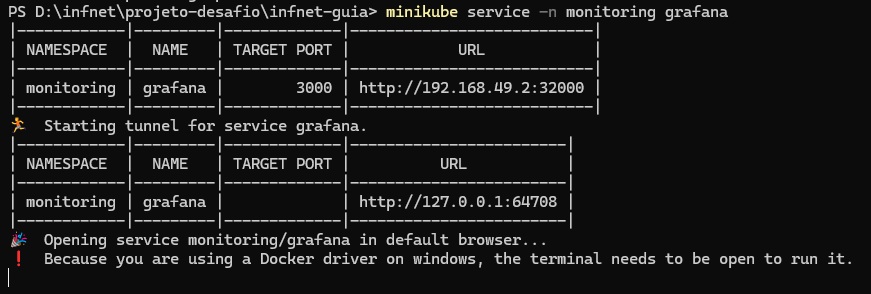 PS D:\infnet\projeto-desafio\infnet-guia> minikube service -n monitoring grafana
|------------|---------|-------------|---------------------------|
| NAMESPACE | NAME | TARGET PORT | URL |
|------------|---------|-------------|---------------------------|
| monitoring | grafana | 3000 | http://192.168.49.2:32000 |
|------------|---------|-------------|---------------------------|
🏃 Starting tunnel for service grafana.
|------------|---------|-------------|------------------------|
| NAMESPACE | NAME | TARGET PORT | URL |
|------------|---------|-------------|------------------------|
| monitoring | grafana | | http://127.0.0.1:64708 |
|------------|---------|-------------|------------------------|
🎉 Opening service monitoring/grafana in default browser...
❗ Because you are using a Docker driver on windows, the terminal needs to be open to run it.